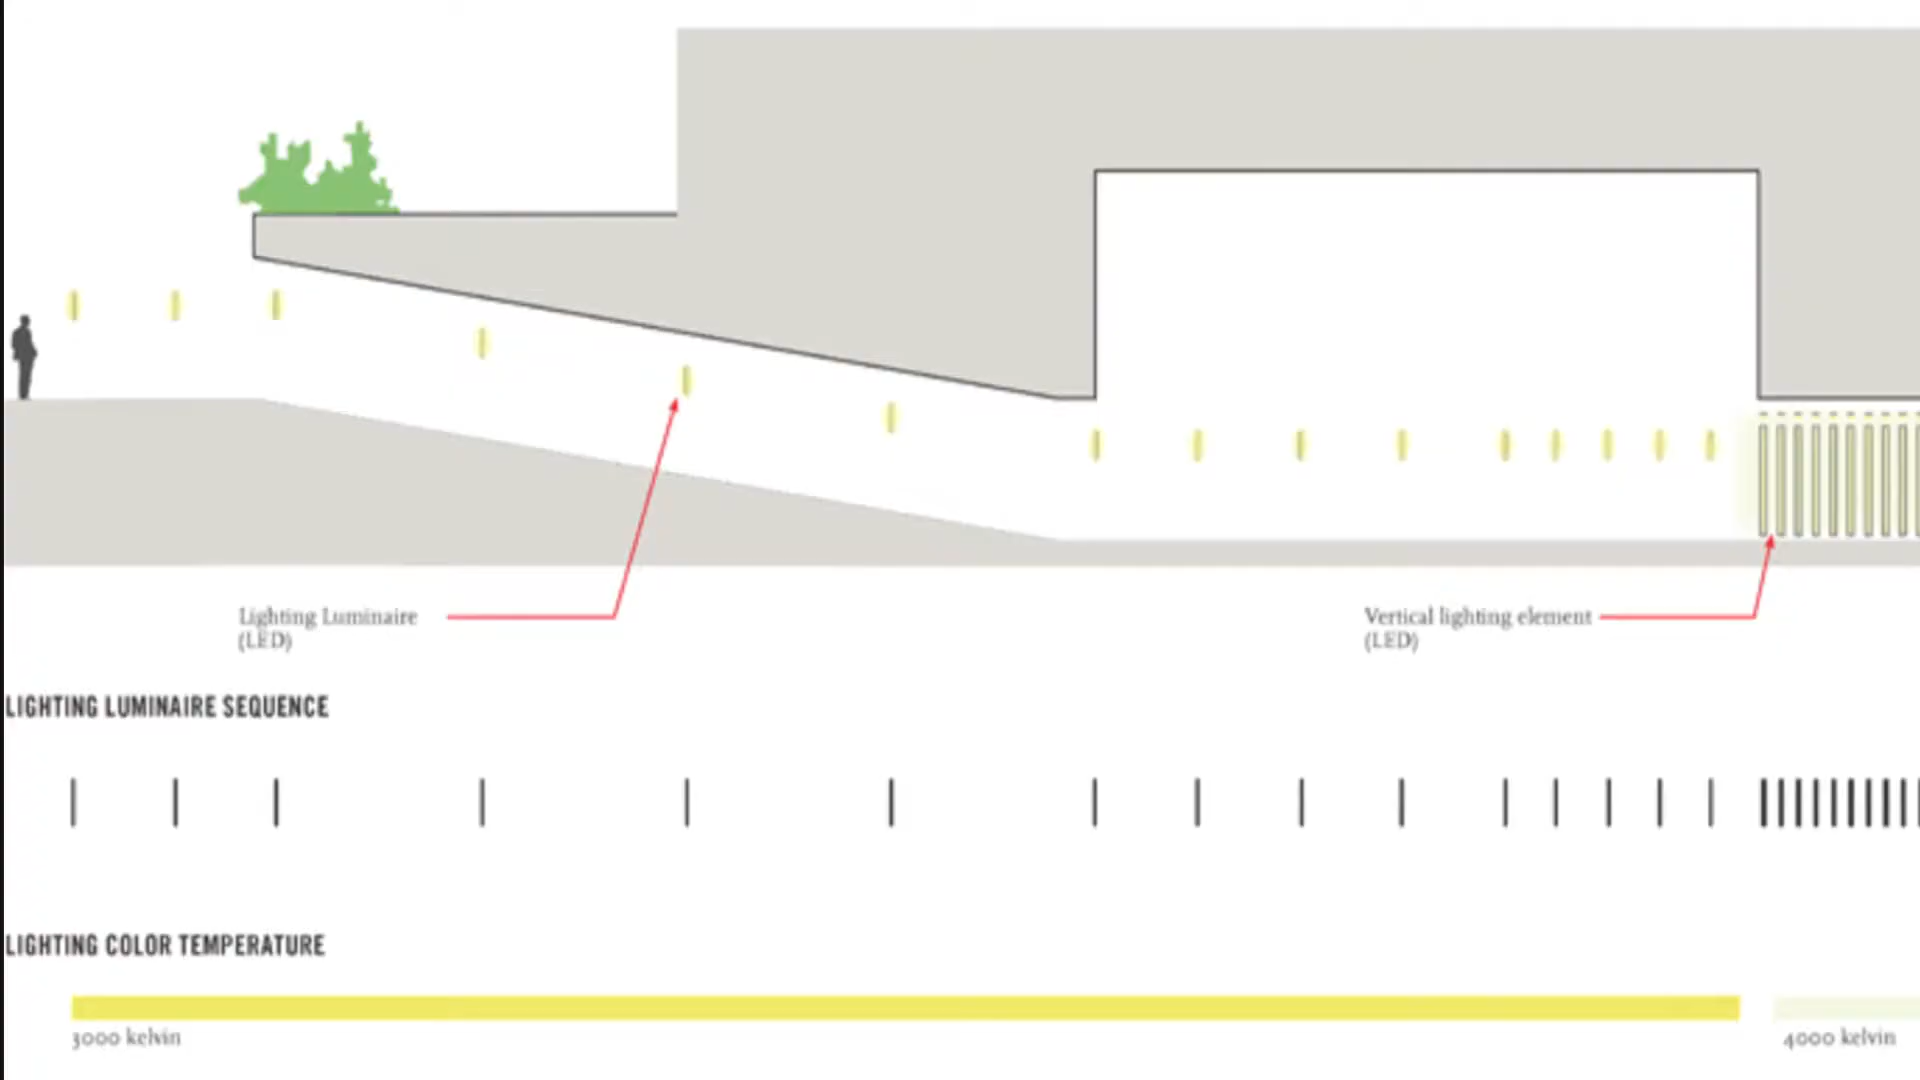 Lighting Luminaire
(LED)
Vertical lighting element
(LED)
LIGHTING LUMINAIRE SEQUENCE
LIGHTING COLOR TEMPERATURE
3000 kelvin
4000 kelvin